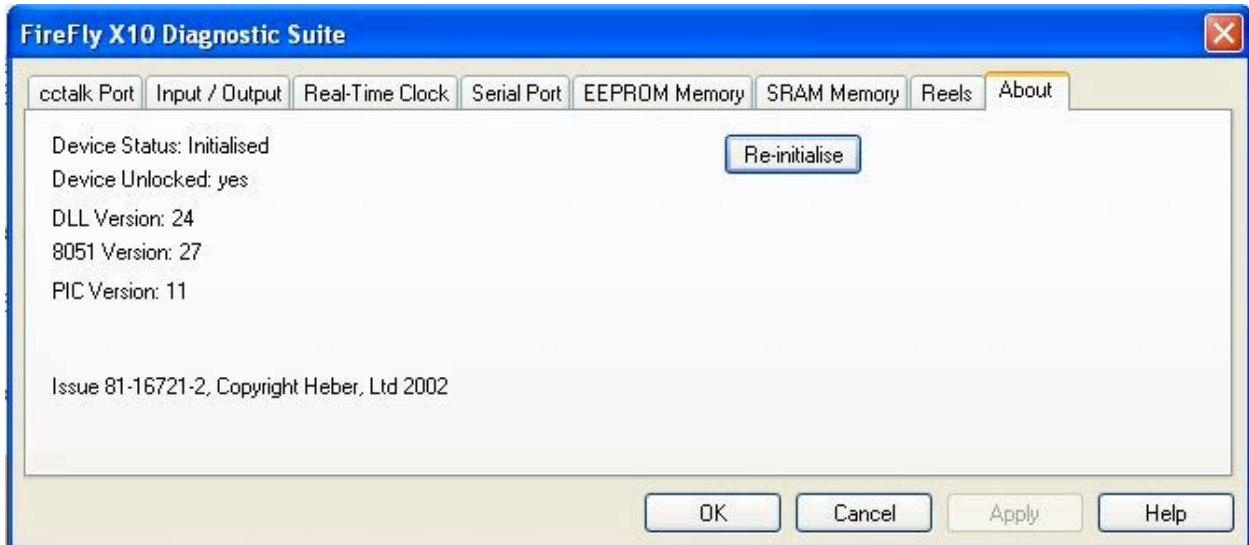 FireFly X10 Diagnostic Suite
cctalk Port Input / Output Real-Time Clock Serial Port EEPROM Memory SRAM Memory Reels About
Device Status: Initialised
Re-initialise
Device Unlocked: yes
DLL Version: 24
8051 Version: 27
PIC Version: 11
Issue 81-16721-2, Copyright Heber, Ltd 2002
OK Cancel Apply Help